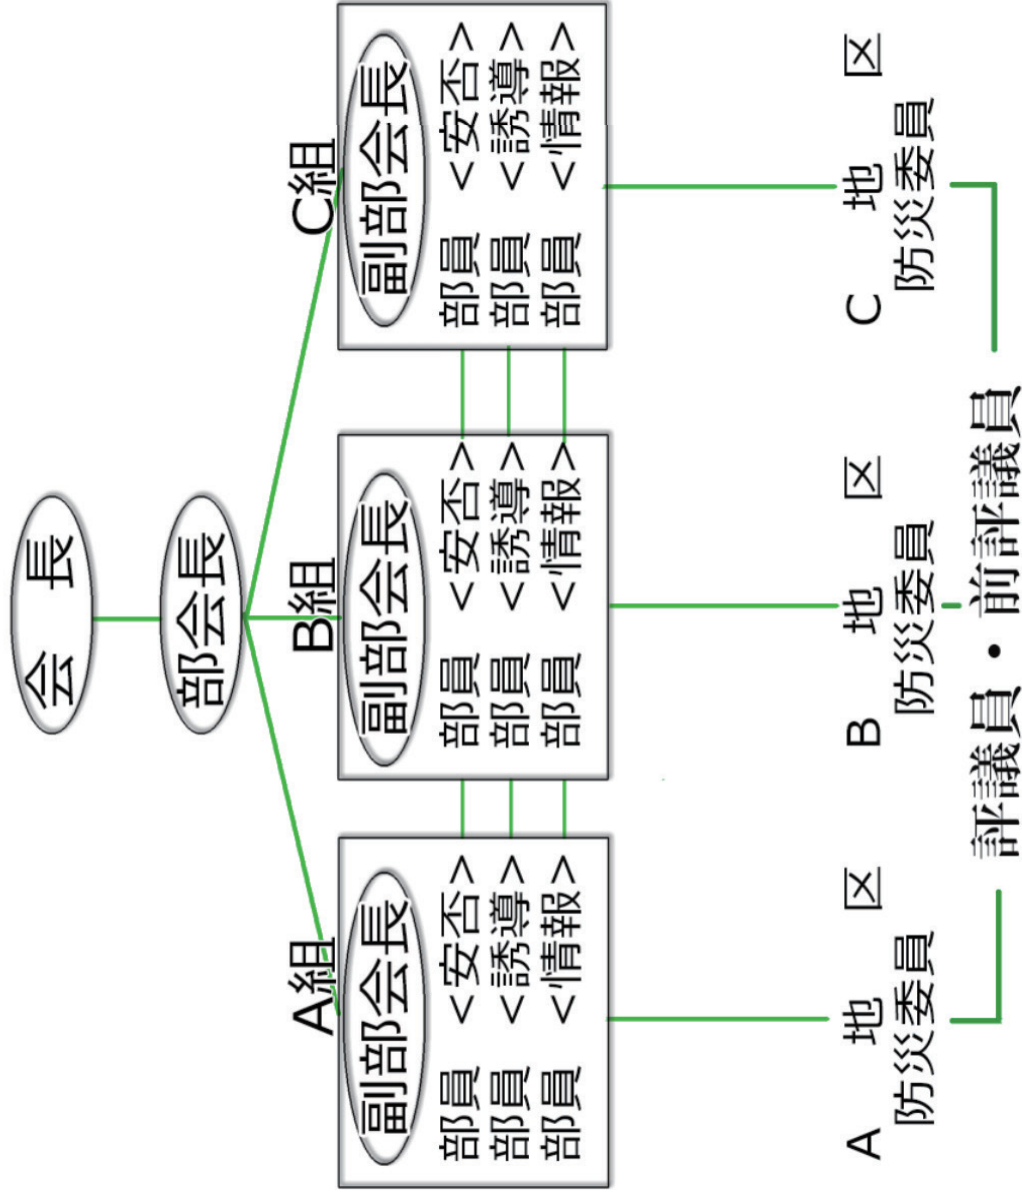 会　長
部会長
A組
副部会長
部員　<安否>
部員　<誘導>
部員　<情報>
B組
副部会長
部員　<安否>
部員　<誘導>
部員　<情報>
C組
副部会長
部員　<安否>
部員　<誘導>
部員　<情報>
A　地　区
防災委員
B　地　区
防災委員
C　地　区
防災委員
評議員・前評議員